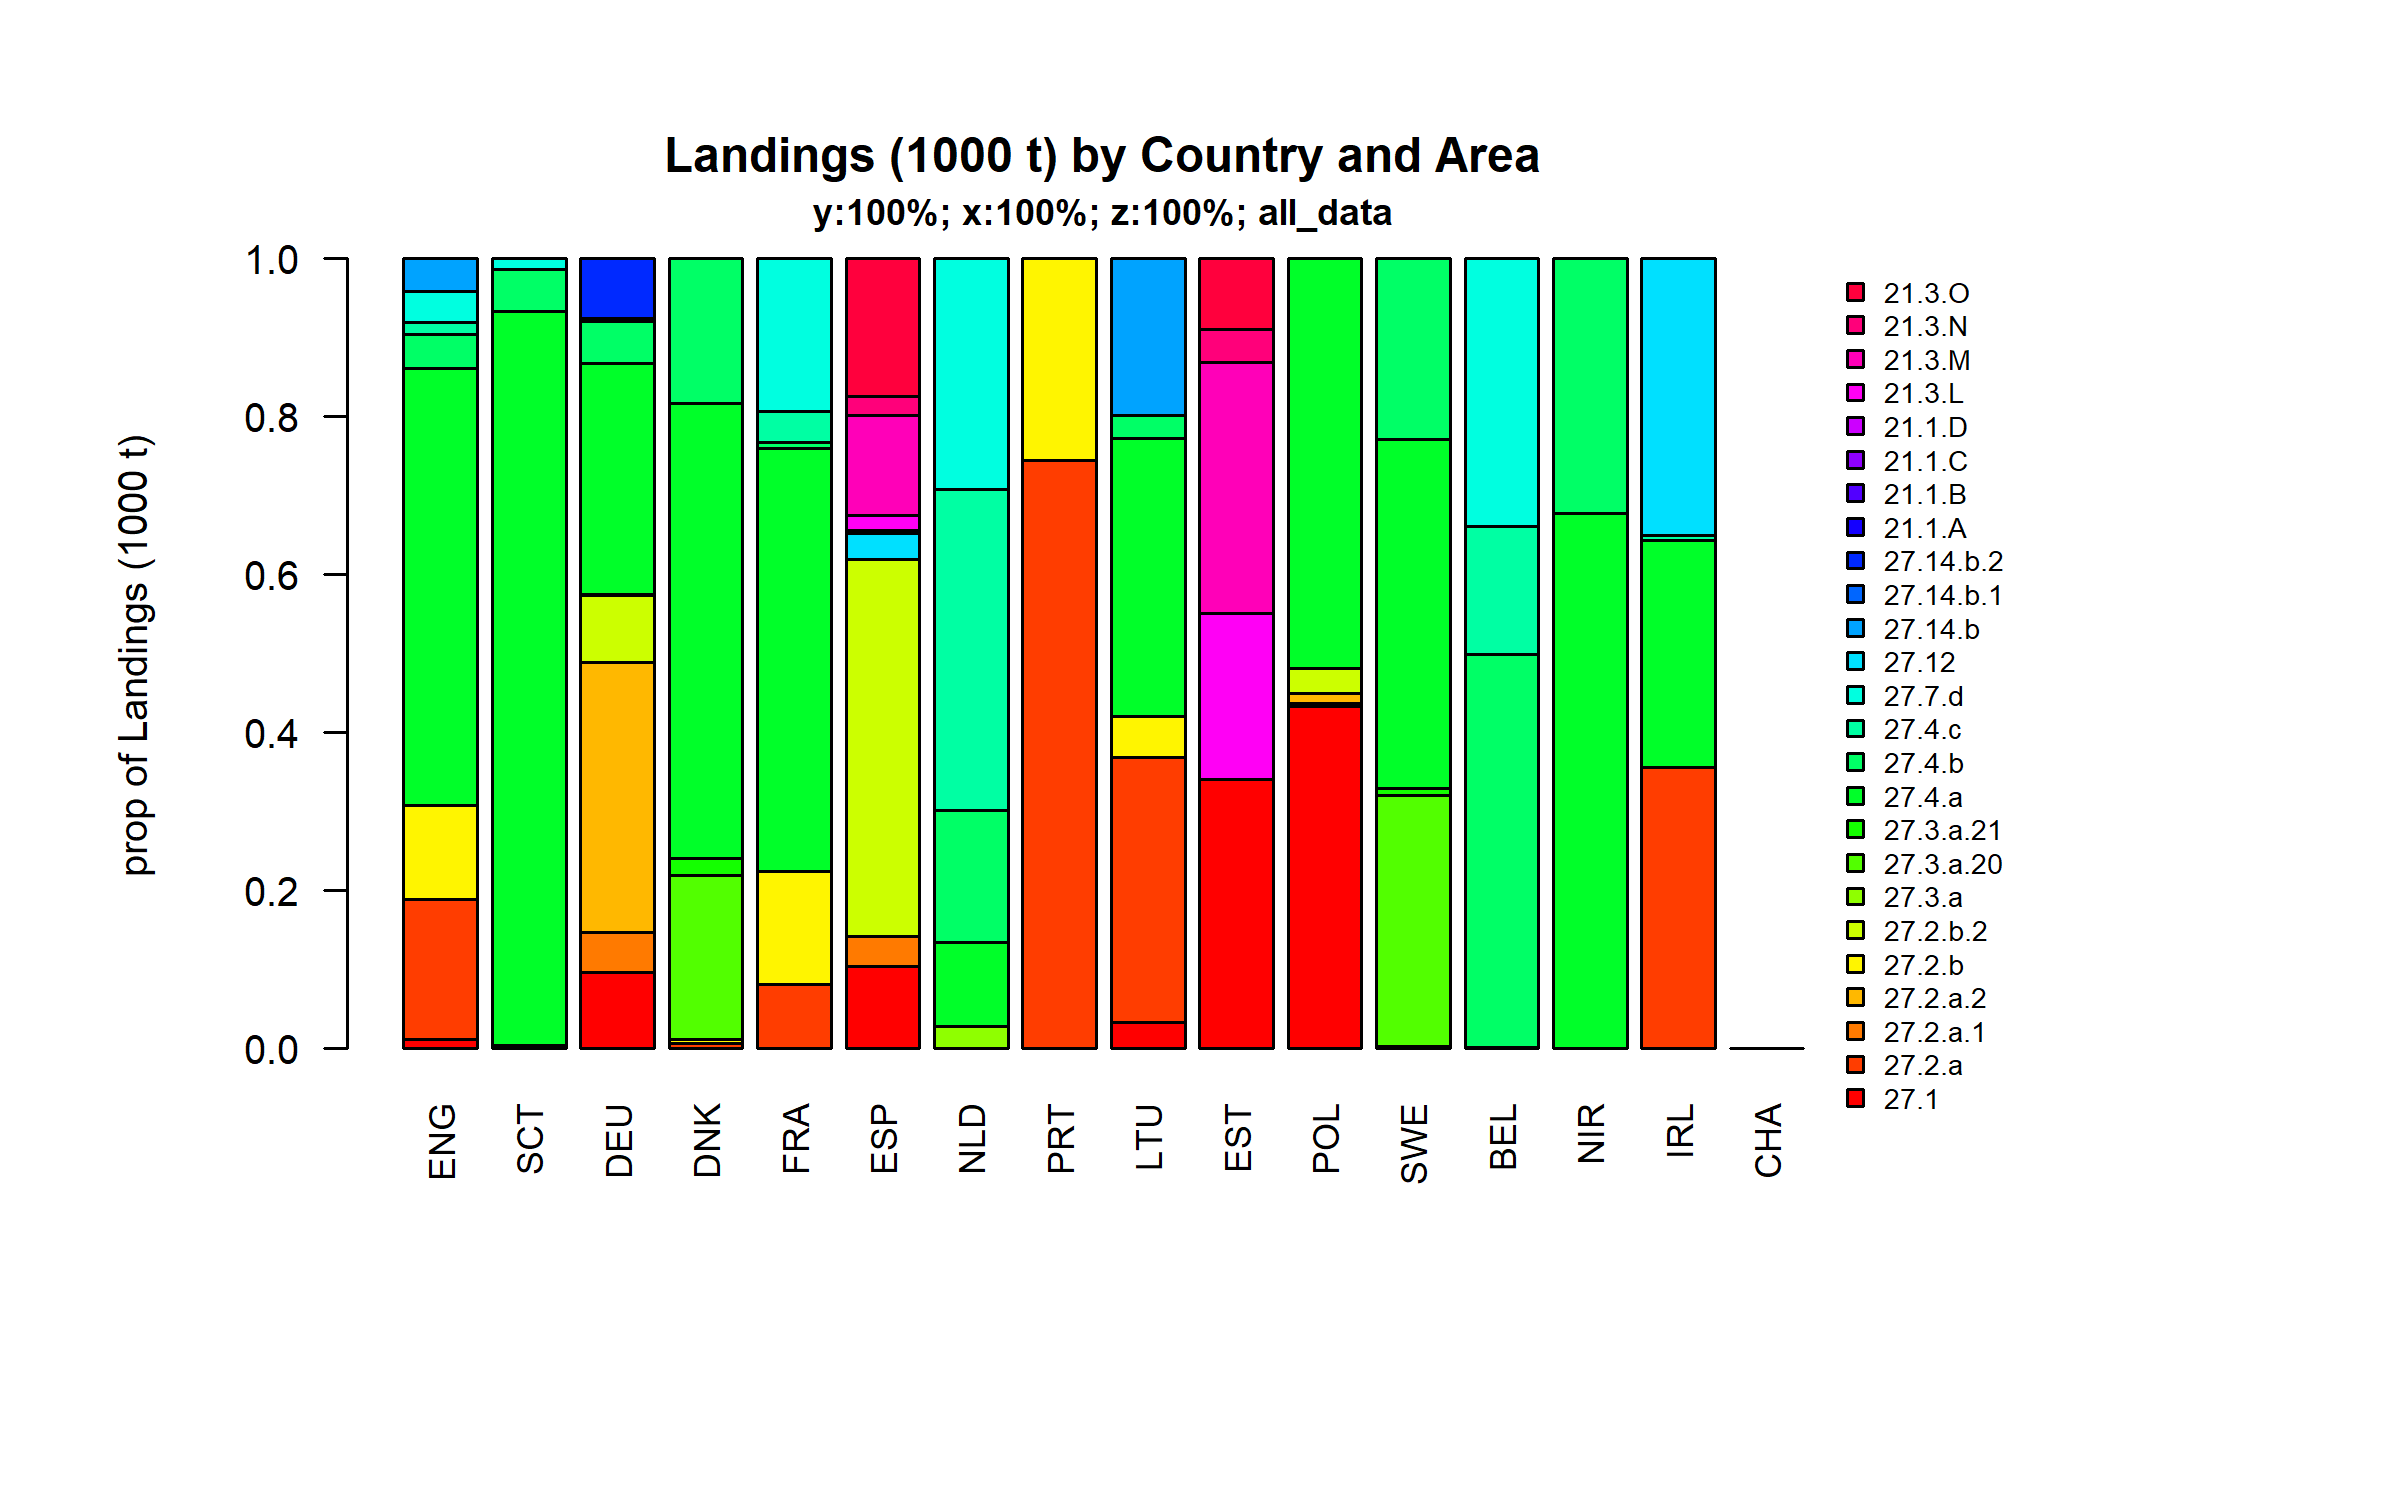 Landings (1000 t) by Country and Area
y:100%; x:100%; z:100%; all_data
prop of Landings (1000 t)
1.0
0.8
0.6
0.4
0.2
0.0
ENG
SCT
DEU
DNK
FRA
ESP
NLD
PRT
LTU
EST
POL
SWE
BEL
NIR
IRL
CHA
21.3.O
21.3.N
21.3.M
21.3.L
21.1.D
21.1.C
21.1.B
21.1.A
27.14.b.2
27.14.b.1
27.14.b
27.12
27.7.d
27.4.c
27.4.b
27.4.a
27.3.a.21
27.3.a.20
27.3.a
27.2.b.2
27.2.b
27.2.a.2
27.2.a.1
27.2.a
27.1